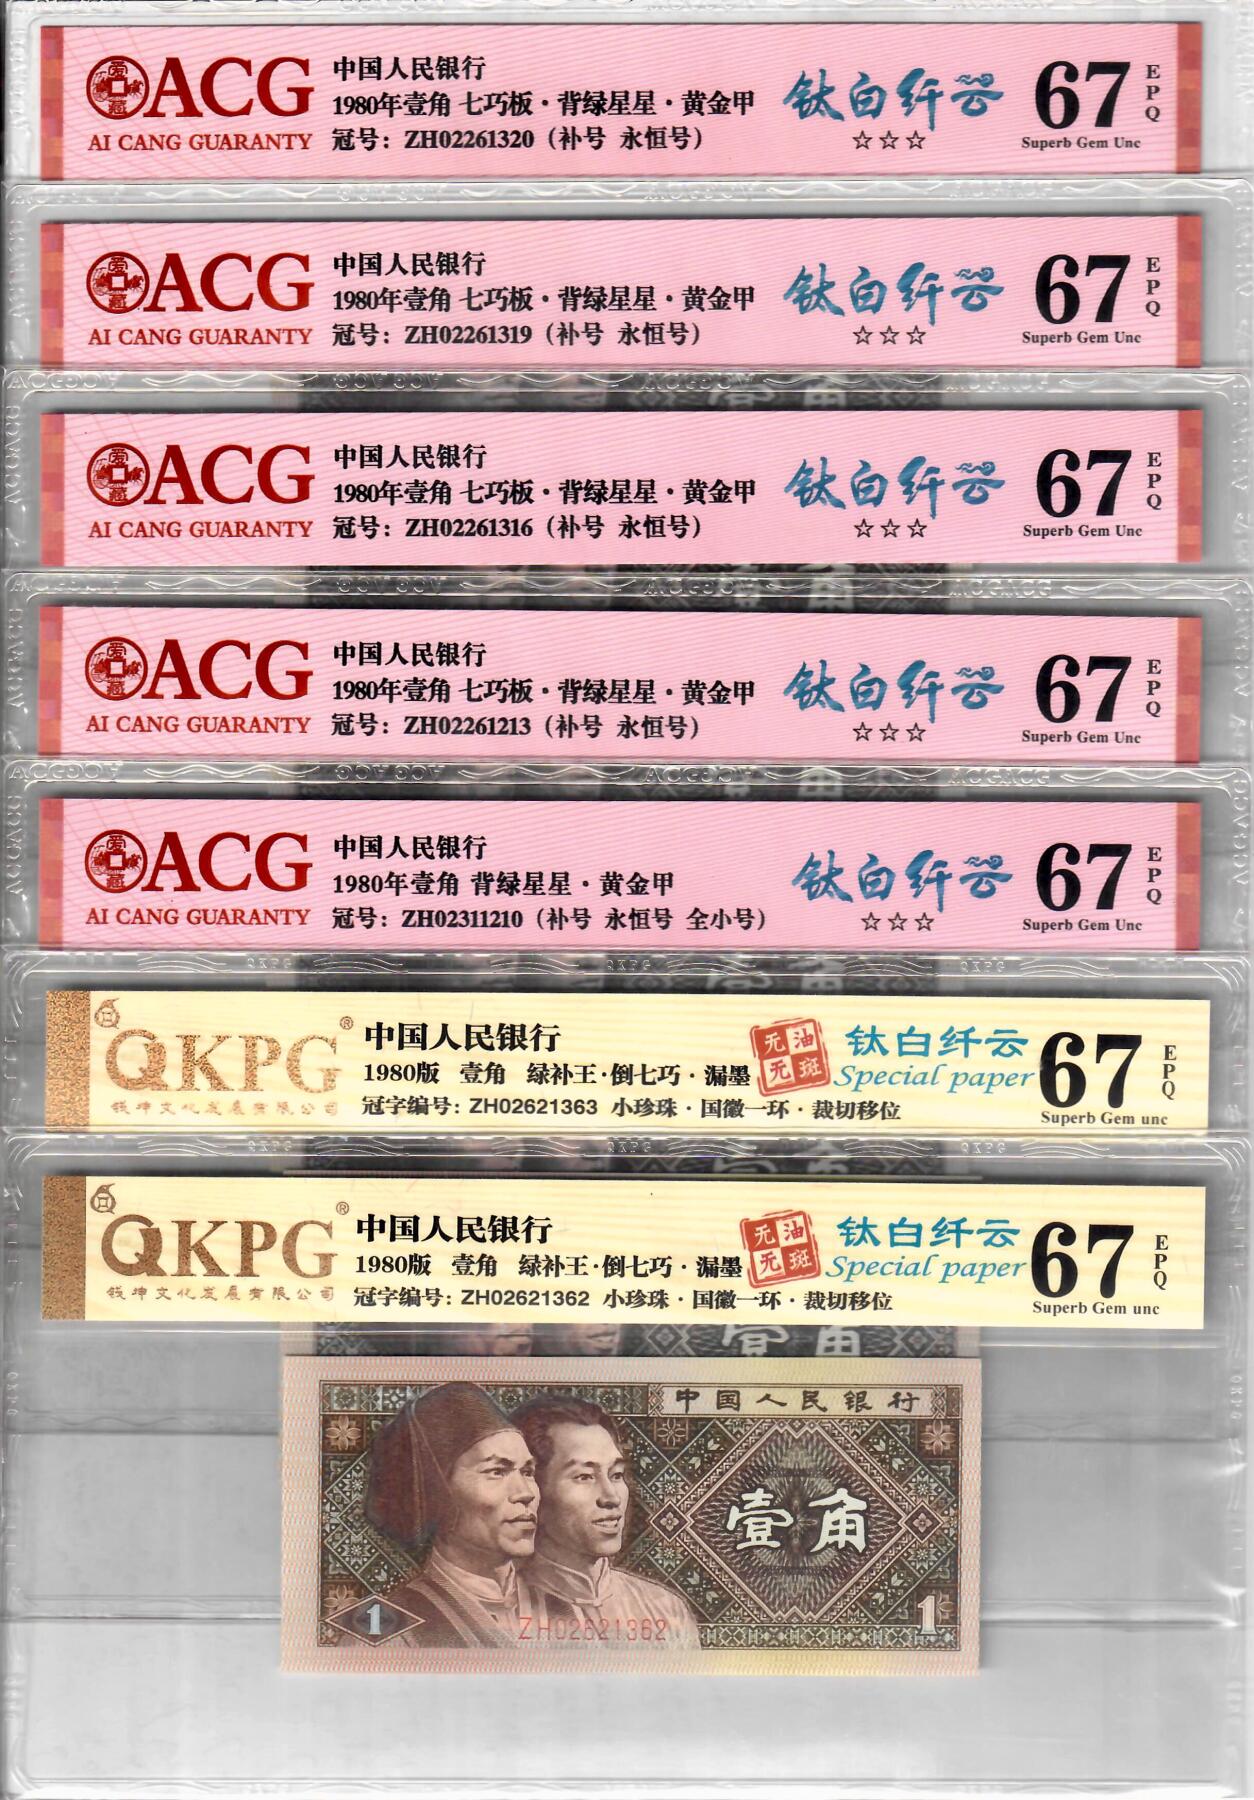 ACG
AI CANG GUARANTY
中国人民银行
1980年壹角 七巧板·背绿星星·黄金甲
冠号：ZH02261320（补号 永恒号）
钛白纤云
☆☆☆
67
EPQ
Superb Gem Unc
ACG
AI CANG GUARANTY
中国人民银行
1980年壹角 七巧板·背绿星星·黄金甲
冠号：ZH02261319（补号 永恒号）
钛白纤云
☆☆☆
67
EPQ
Superb Gem Unc
ACG
AI CANG GUARANTY
中国人民银行
1980年壹角 七巧板·背绿星星·黄金甲
冠号：ZH02261316（补号 永恒号）
钛白纤云
☆☆☆
67
EPQ
Superb Gem Unc
ACG
AI CANG GUARANTY
中国人民银行
1980年壹角 七巧板·背绿星星·黄金甲
冠号：ZH02261213（补号 永恒号）
钛白纤云
☆☆☆
67
EPQ
Superb Gem Unc
ACG
AI CANG GUARANTY
中国人民银行
1980年壹角 背绿星星·黄金甲
冠号：ZH02311210（补号 永恒号 全小号）
钛白纤云
☆☆☆
67
EPQ
Superb Gem Unc
QKPG®
钱坤文化发展有限公司
中国人民银行
1980版 壹角 绿补王·倒七巧·漏墨
冠字编号: ZH02621363 小珍珠·国徽一环·裁切移位
无油
无斑
钛白纤云
Special paper
67
EPQ
Superb Gem unc
QKPG®
钱坤文化发展有限公司
中国人民银行
1980版 壹角 绿补王·倒七巧·漏墨
冠字编号: ZH02621362 小珍珠·国徽一环·裁切移位
无油
无斑
钛白纤云
Special paper
67
EPQ
Superb Gem unc
中国人民银行
壹角
1
ZH02621362
1